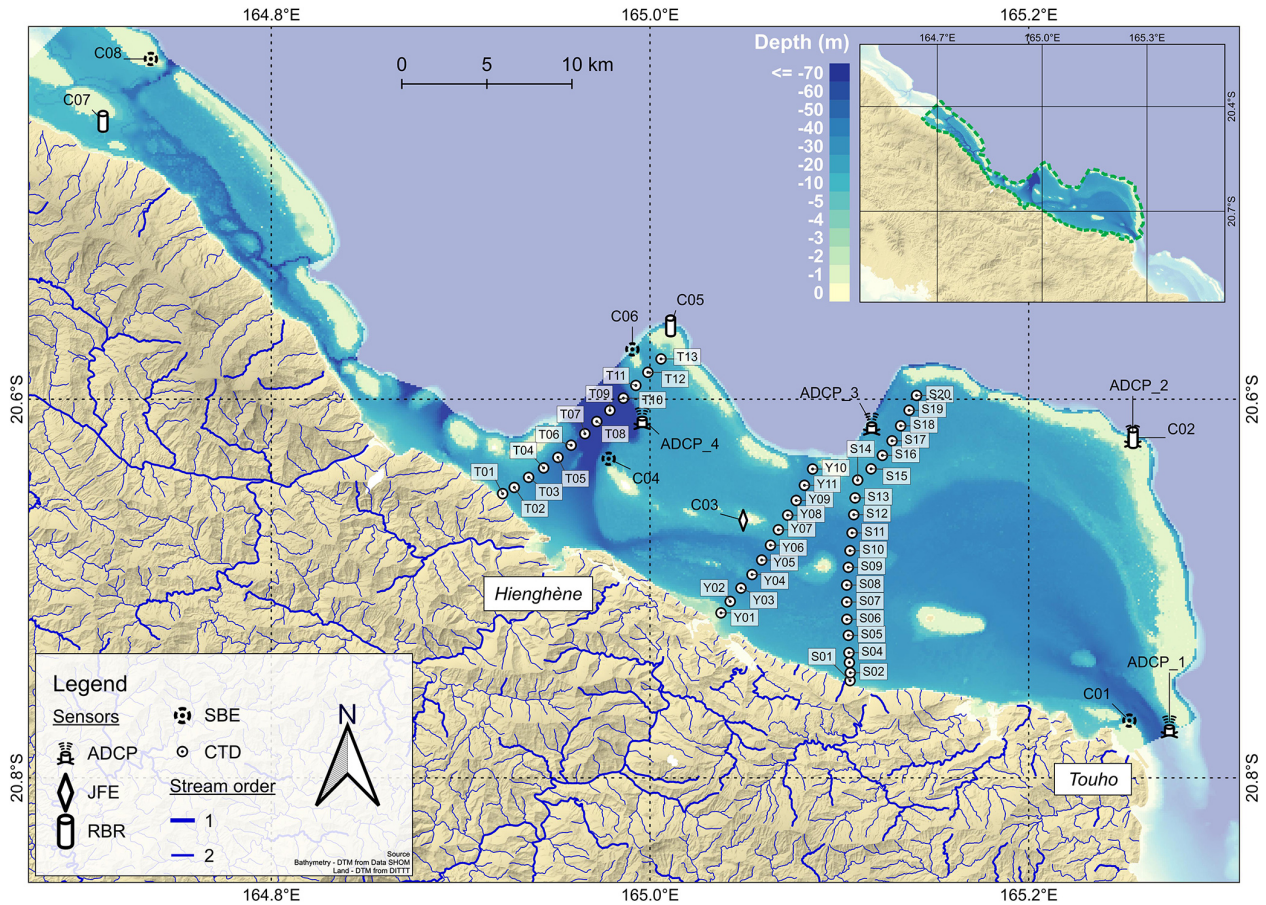 164.8°E
165.0°E
165.2°E
C08
C07
0
5
10 km
Depth (m)
<= -70
-60
-50
-40
-30
-20
-10
-5
-4
-3
-2
-1
0
164.7°E
165.0°E
165.3°E
20.4°S
20.7°S
20.6°S
20.6°S
C06
C05
T13
T12
T11
T10
T09
T08
T07
T06
T05
T04
T03
T02
T01
ADCP_4
C04
C03
ADCP_3
ADCP_2
C02
S20
S19
S18
S17
S16
S15
S14
S13
S12
S11
S10
S09
S08
S07
S06
S05
S04
S02
S01
Y10
Y11
Y09
Y08
Y07
Y06
Y05
Y04
Y03
Y02
Y01
Hienghène
ADCP_1
C01
Touho
20.8°S
20.8°S
Legend
Sensors
ADCP
JFE
RBR
SBE
CTD
Stream order
1
2
N
Source
Bathymetry - DTM from Data SHOM
Land - DTM from DITTT
164.8°E
165.0°E
165.2°E